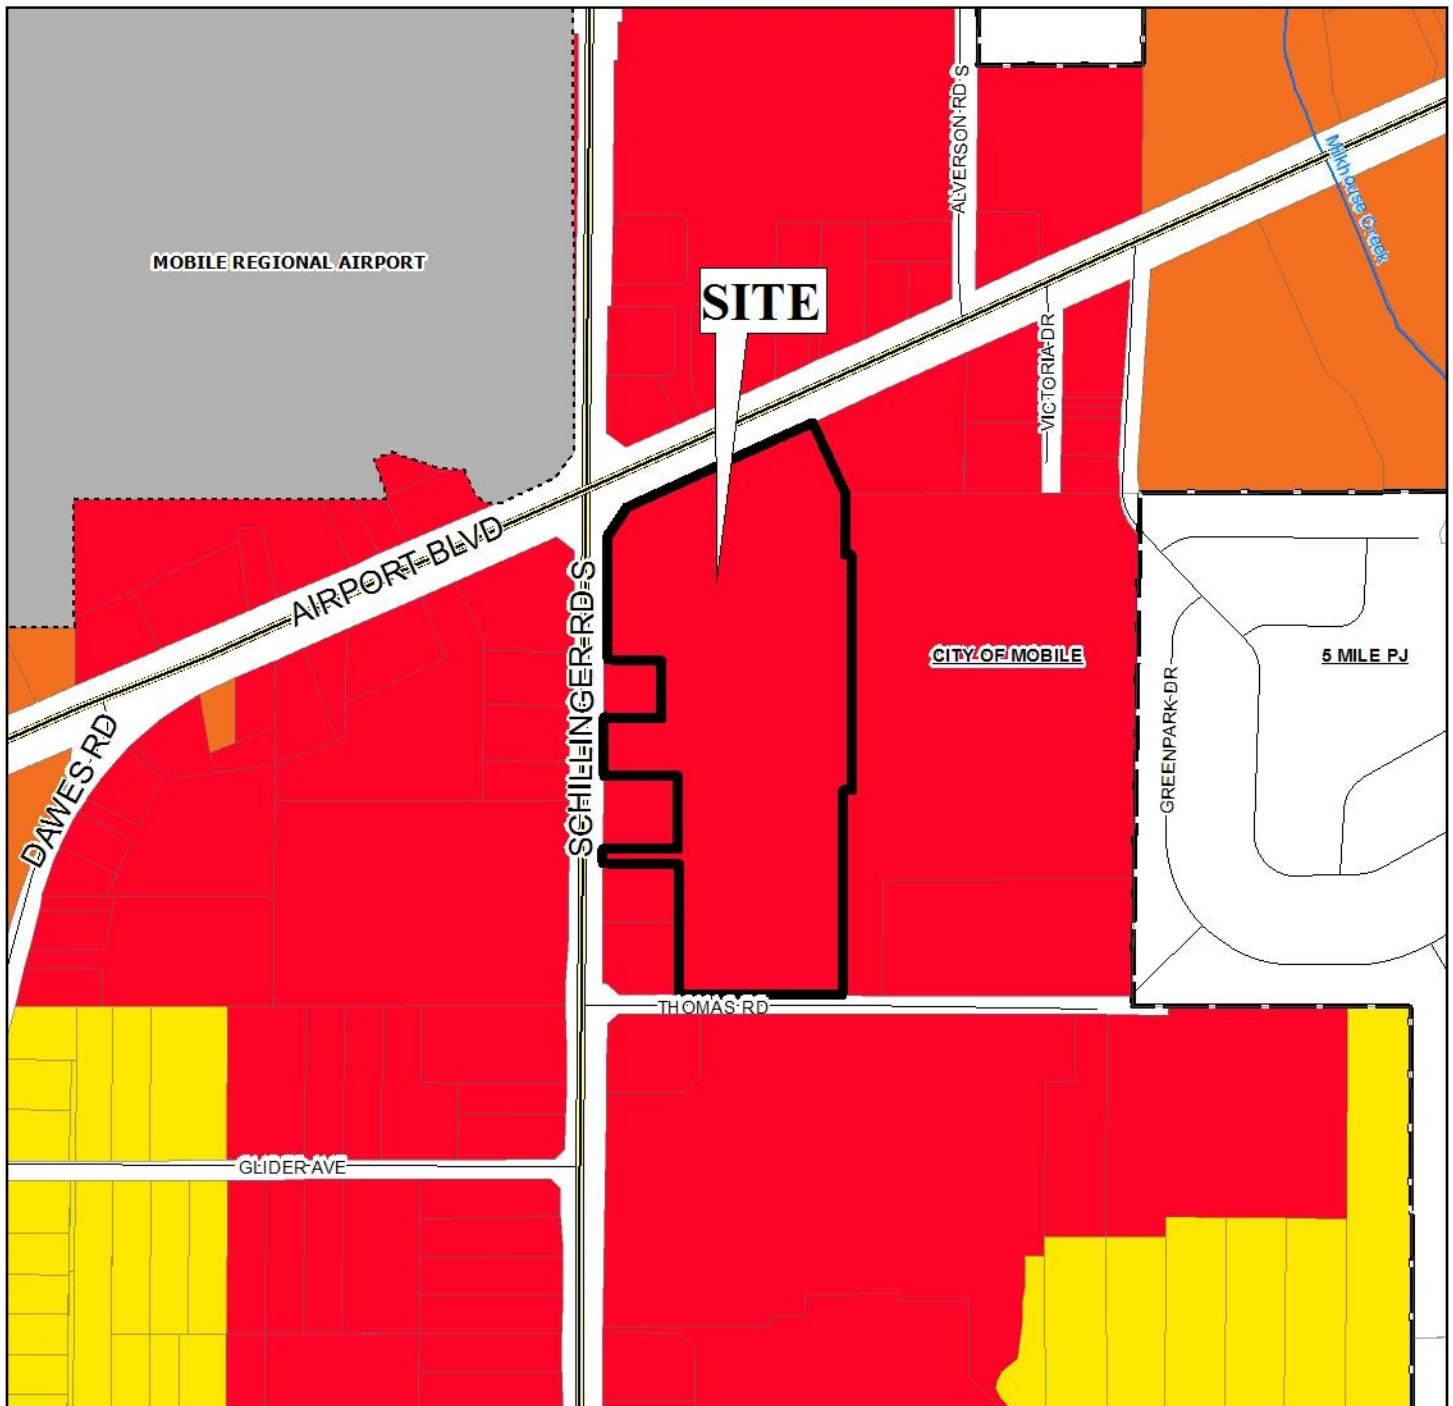 ALVERSON RD S
Milkhouse Creek
MOBILE REGIONAL AIRPORT
SITE
VICTORIA DR
AIRPORT BLVD
SCHILLINGER RD S
CITY OF MOBILE
5 MILE PJ
GREENPARK DR
DAWES RD
THOMAS RD
GLIDER AVE